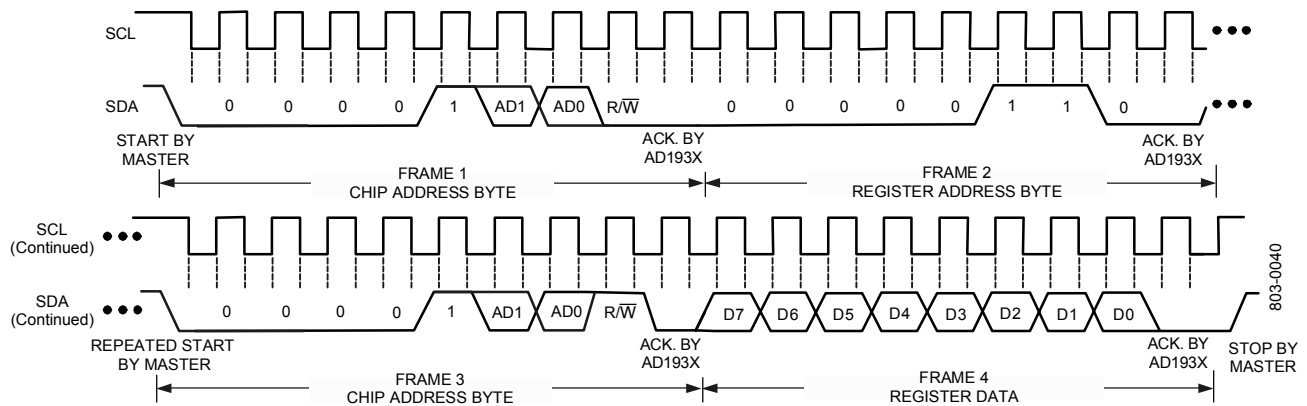 SCL
SDA 0 0 0 0 1 AD1 AD0 R/W̅ 0 0 0 0 0 1 1 0
START BY
MASTER
ACK. BY
AD193X
ACK. BY
AD193X
FRAME 1
CHIP ADDRESS BYTE
FRAME 2
REGISTER ADDRESS BYTE
SCL
(Continued)
SDA
(Continued)
0 0 0 0 1 AD1 AD0 R/W̅ D7 D6 D5 D4 D3 D2 D1 D0
REPEATED START
BY MASTER
ACK. BY
AD193X
ACK. BY
AD193X
STOP BY
MASTER
FRAME 3
CHIP ADDRESS BYTE
FRAME 4
REGISTER DATA
803-0040